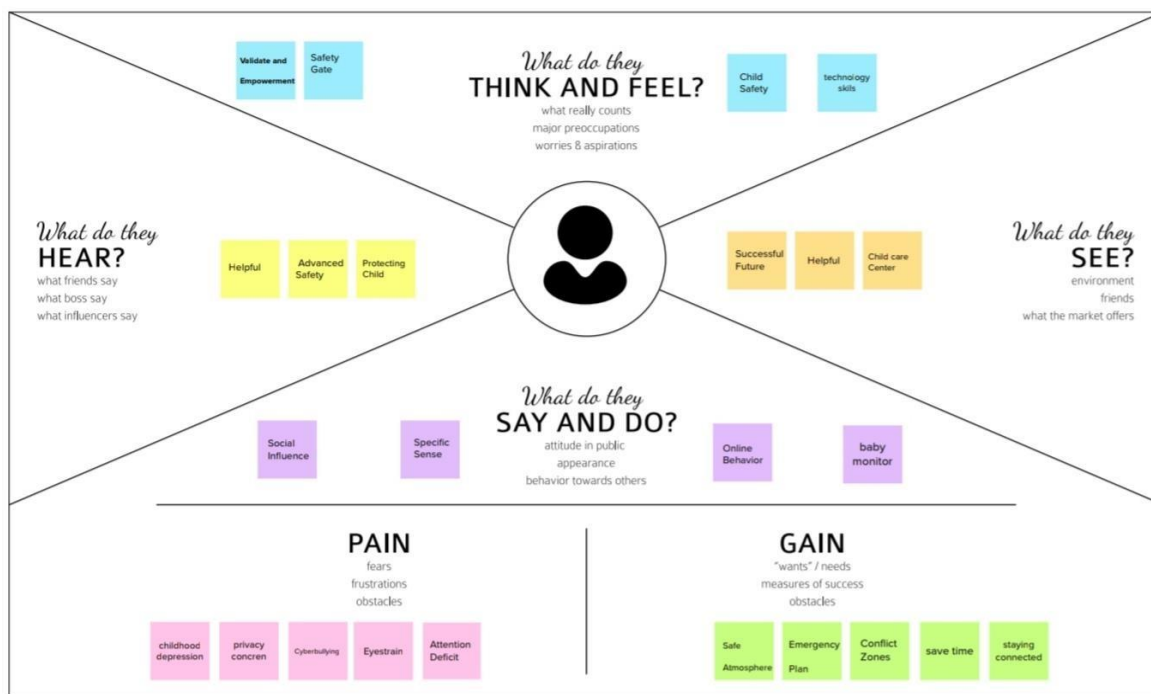 What do they
THINK AND FEEL?
what really counts
major preoccupations
worries & aspirations
Validate and
Empowerment
Safety
Gate
Child
Safety
technology
skils
What do they
HEAR?
what friends say
what boss say
what influencers say
Helpful
Advanced
Safety
Protecting
Child
Successful
Future
Helpful
Child care
Center
What do they
SEE?
environment
friends
what the market offers
What do they
SAY AND DO?
attitude in public
appearance
behavior towards others
Social
Influence
Specific
Sense
Online
Behavior
baby
monitor
PAIN
fears
frustrations
obstacles
childhood
depression
privacy
concren
Cyberbullying
Eyestrain
Attention
Deficit
GAIN
"wants" / needs
measures of success
obstacles
Safe
Atmosphere
Emergency
Plan
Conflict
Zones
save time
staying
connected